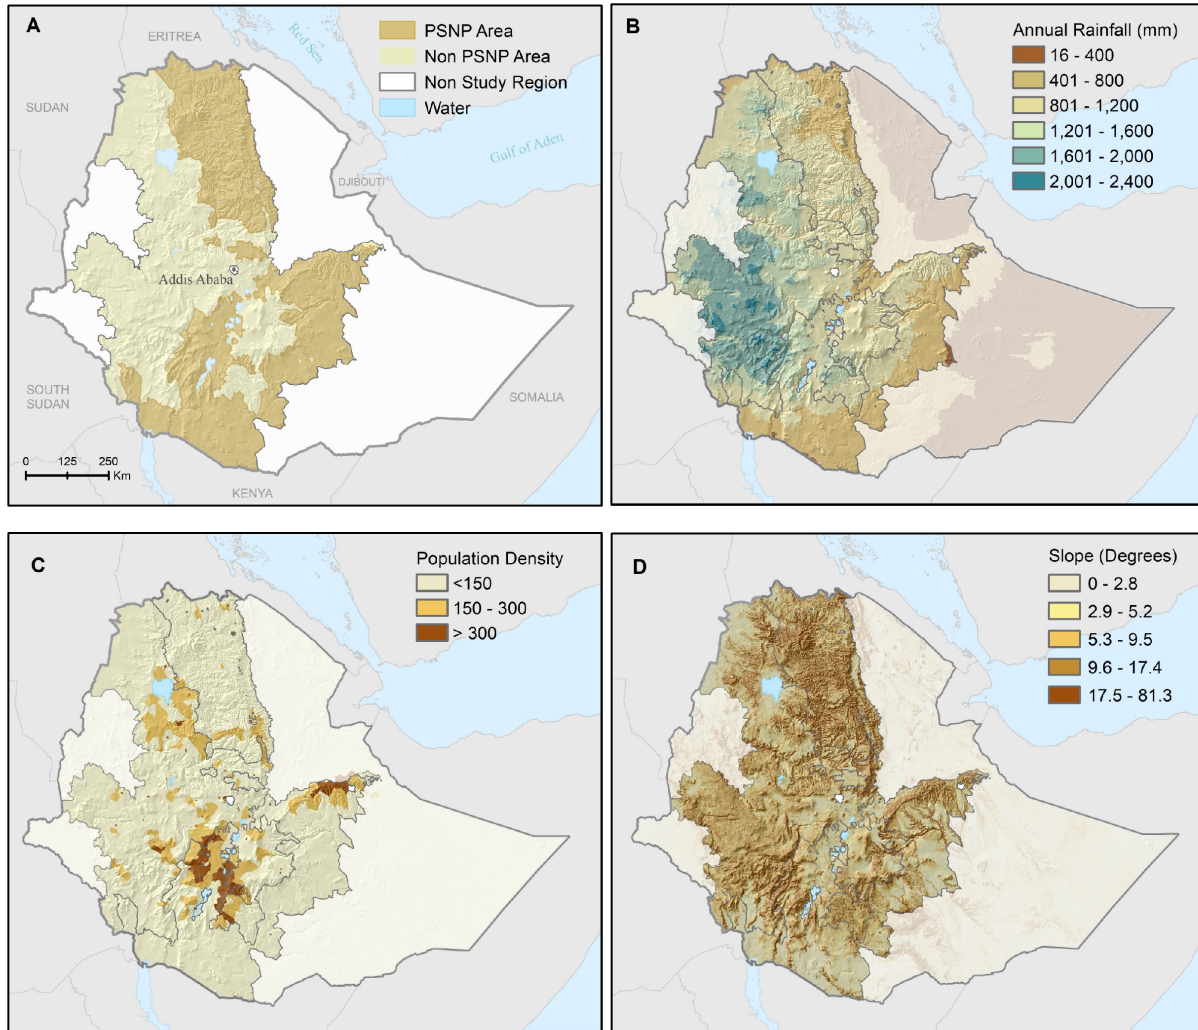 A
ERITREA
Red Sea
PSNP Area
Non PSNP Area
Non Study Region
Water
SUDAN
Gulf of Aden
DJIBOUTI
Addis Ababa
SOUTH
SUDAN
SOMALIA
0 125 250
Km
KENYA
B
Annual Rainfall (mm)
16 - 400
401 - 800
801 - 1,200
1,201 - 1,600
1,601 - 2,000
2,001 - 2,400
C
Population Density
<150
150 - 300
> 300
D
Slope (Degrees)
0 - 2.8
2.9 - 5.2
5.3 - 9.5
9.6 - 17.4
17.5 - 81.3